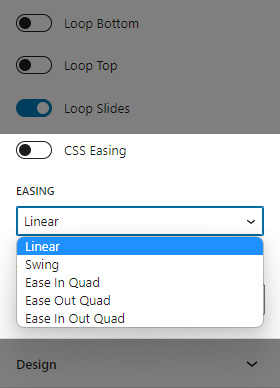 Loop Bottom
Loop Top
Loop Slides
CSS Easing
EASING
Linear
Linear
Swing
Ease In Quad
Ease Out Quad
Ease In Out Quad
Design